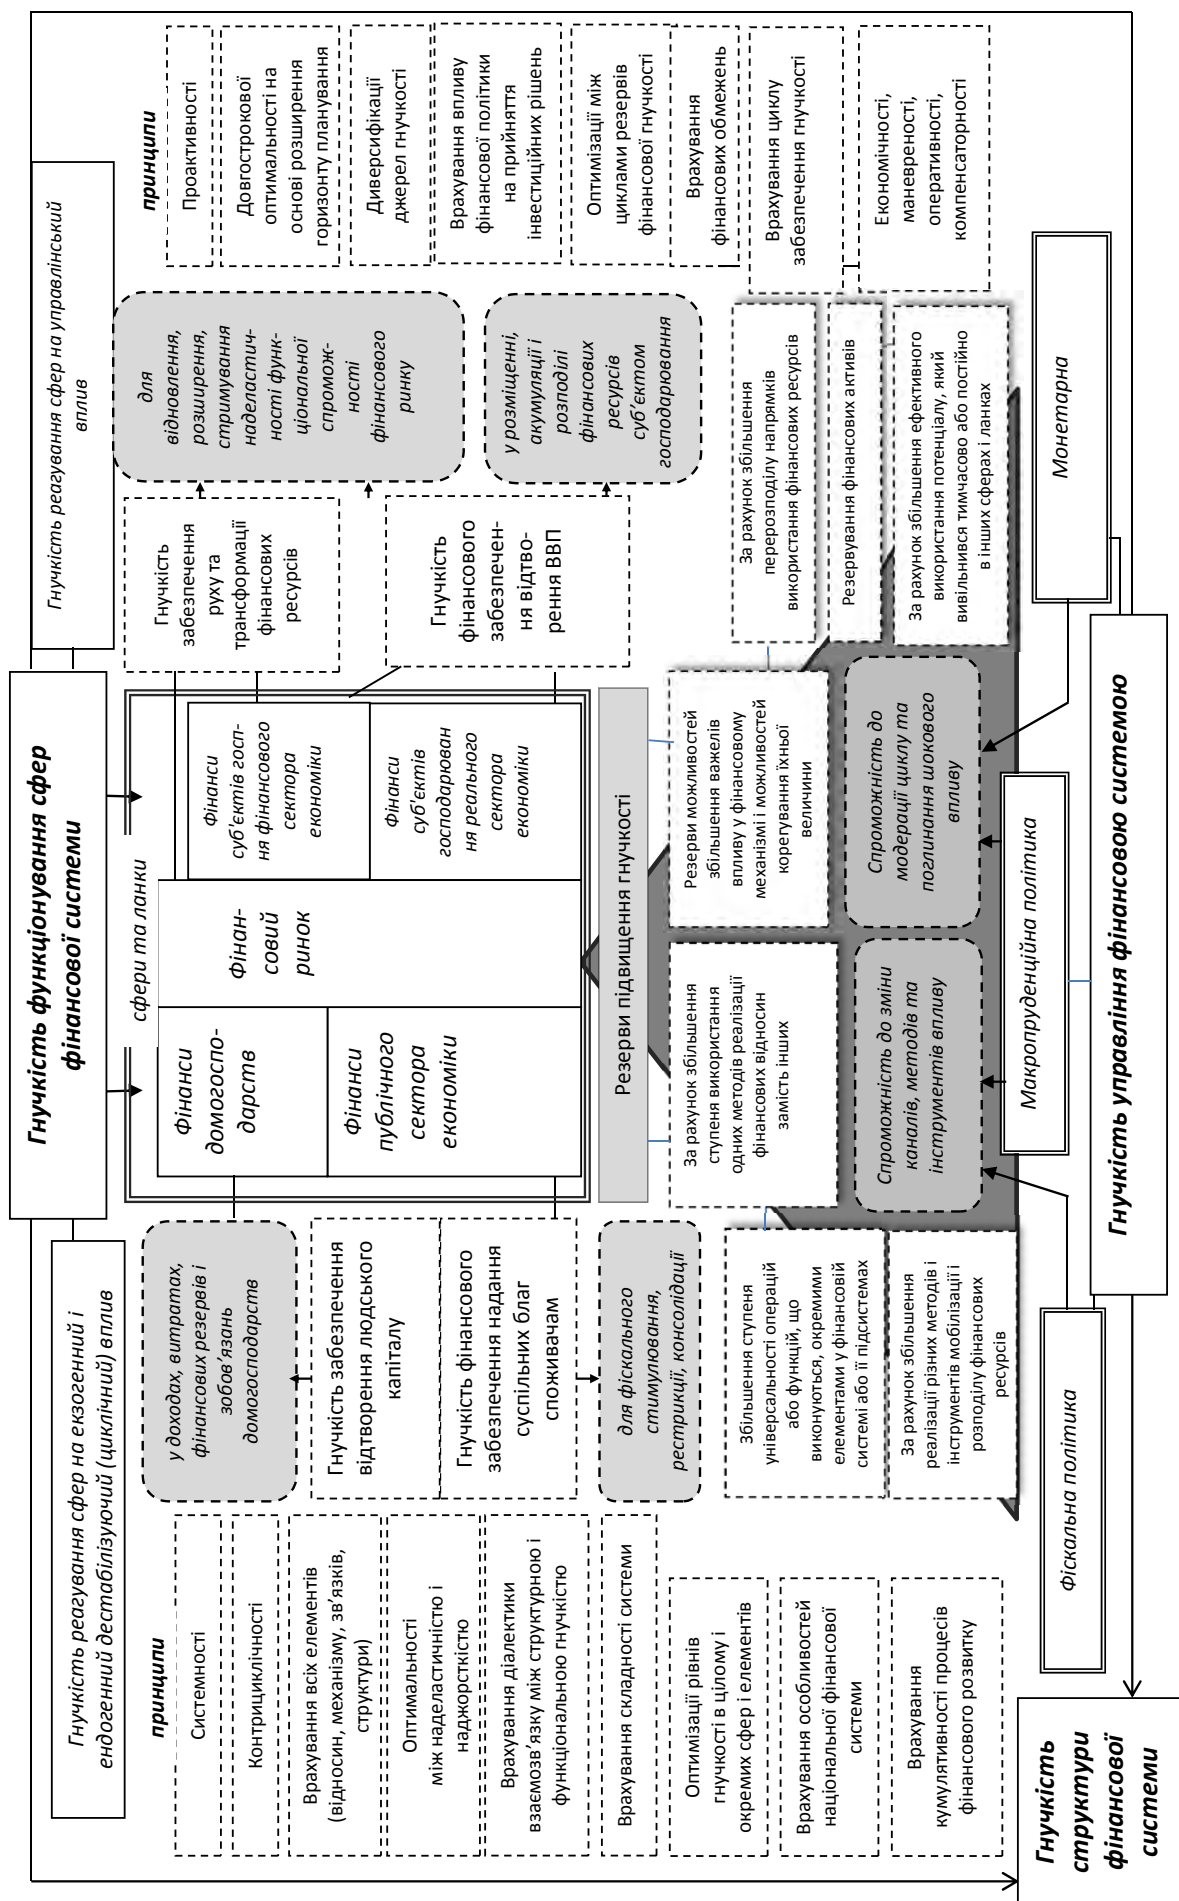 Гнучкість реагування сфер на екзогенний і
ендогенний дестабілізуючий (циклічний) вплив
Гнучкість функціонування сфер
фінансової системи
Гнучкість реагування сфер на управлінський
вплив
принципи
Системності
Контрциклічності
Врахування всіх елементів
(відносин, механізму, зв’язків,
структури)
Оптимальності
між наделастичністю і
наджорсткістю
Врахування діалектики
взаємозв’язку між структурною і
функціональною гнучкістю
Врахування складності системи
Оптимізації рівнів
гнучкості в цілому і
окремих сфер і елементів
Врахування особливостей
національної фінансової
системи
Врахування
кумулятивності процесів
фінансового розвитку
у доходах, витратах,
фінансових резервів і
зобов’язань
домогосподарств
Гнучкість забезпечення
відтворення людського
капіталу
Гнучкість фінансового
забезпечення надання
суспільних благ
споживачам
для фіскального
стимулювання,
рестрикції, консолідації
сфери та ланки
Фінанси
домогоспо-
дарств
Фінанси
публічного
сектора
економіки
Фінан-
совий
ринок
Фінанси
суб’єктів госп-
ня фінансового
сектора
економіки
Фінанси
суб’єктів
господарюван
ня реального
сектора
економіки
Гнучкість
забезпечення
руху та
трансформації
фінансових
ресурсів
Гнучкість
фінансового
забезпечен-
ня відтво-
рення ВВП
для
відновлення,
розширення,
стримування
наделастич-
ності функ-
ціональної
спромож-
ності
фінансового
ринку
у розміщенні,
акумуляції і
розподілі
фінансових
ресурсів
суб’єктом
господарювання
принципи
Проактивності
Довгострокової
оптимальності на
основі розширення
горизонту планування
Диверсифікації
джерел гнучкості
Врахування впливу
фінансової політики
на прийняття
інвестиційних рішень
Оптимізації між
циклами резервів
фінансової гнучкості
Врахування
фінансових обмежень
Врахування циклу
забезпечення гнучкості
Економічності,
маневреності,
оперативності,
компенсаторності
Резерви підвищення гнучкості
Збільшення ступеня
універсальності операцій
або функцій, що
виконуються, окремими
елементами у фінансовій
системі або її підсистемах
За рахунок збільшення
реалізації різних методів і
інструментів мобілізації і
розподілу фінансових
ресурсів
За рахунок збільшення
ступеня використання
одних методів реалізації
фінансових відносин
замість інших
Резерви можливостей
збільшення важелів
впливу у фінансовому
механізмі і можливостей
корегування їхньої
величини
За рахунок збільшення
перерозподілу напрямків
використання фінансових ресурсів
Резервування фінансових активів
За рахунок збільшення ефективного
використання потенціалу, який
вивільнився тимчасово або постійно
в інших сферах і ланках
Спроможність до зміни
каналів, методів та
інструментів впливу
Спроможність до
модерації циклу та
поглинання шокового
впливу
Фіскальна політика
Макропруденційна політика
Монетарна
Гнучкість управління фінансовою системою
Гнучкість
структури
фінансової
системи